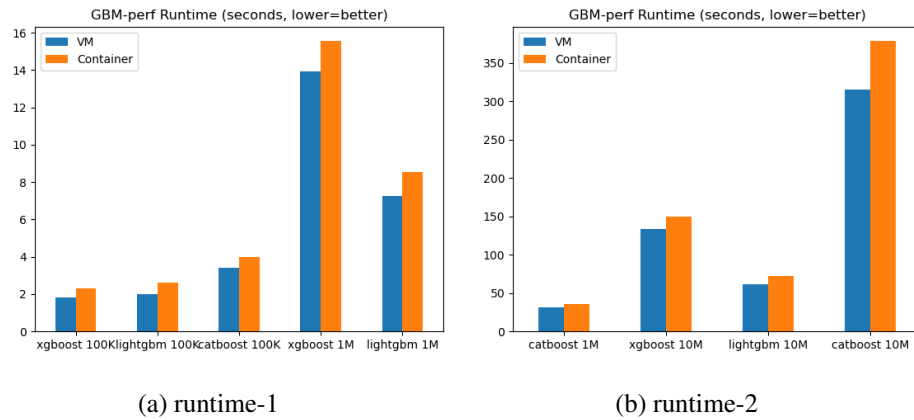 GBM-perf Runtime (seconds, lower=better)
16
14
12
10
8
6
4
2
0
VM
Container
xgboost 100K lightgbm 100K catboost 100K xgboost 1M lightgbm 1M
(a) runtime-1
GBM-perf Runtime (seconds, lower=better)
350
300
250
200
150
100
50
0
VM
Container
catboost 1M xgboost 10M lightgbm 10M catboost 10M
(b) runtime-2